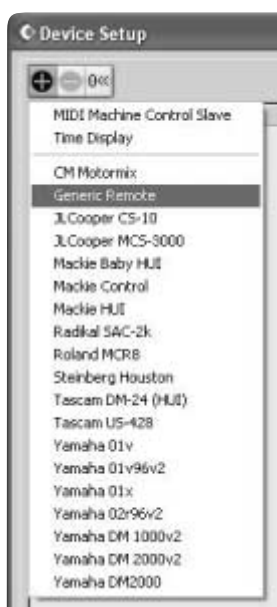 Device Setup
0«
MIDI Machine Control Slave
Time Display
CM Motormix
Generic Remote
JLCooper CS-10
JLCooper MCS-3000
Mackie Baby HUI
Mackie Control
Mackie HUI
Radikal SAC-2k
Roland MCR8
Steinberg Houston
Tascam DM-24 (HUI)
Tascam US-428
Yamaha 01v
Yamaha 01v96v2
Yamaha 01x
Yamaha 02r96v2
Yamaha DM 1000v2
Yamaha DM 2000v2
Yamaha DM2000